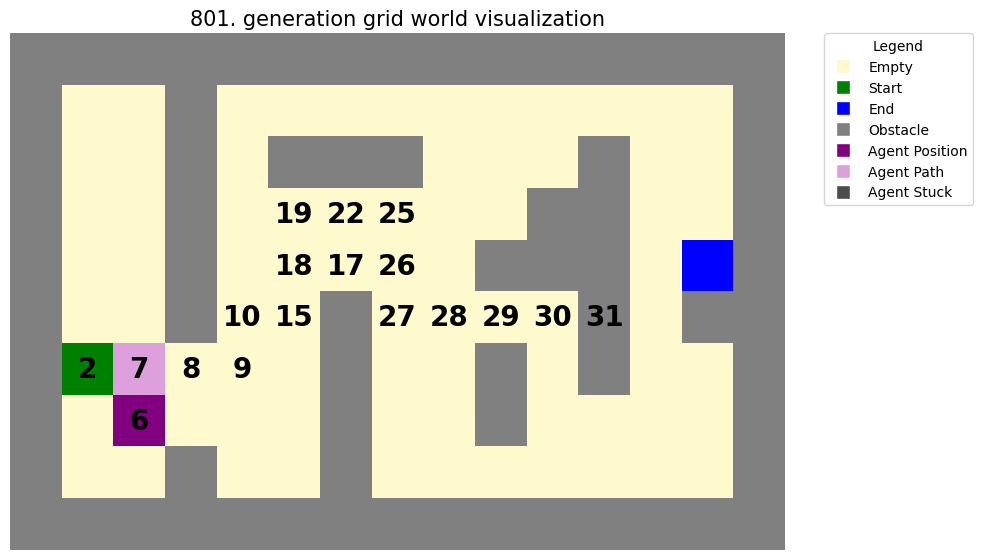 801. generation grid world visualization
Legend
Empty
Start
End
Obstacle
Agent Position
Agent Path
Agent Stuck
19 22 25
18 17 26
10 15 27 28 29 30 31
2 7 8 9
6